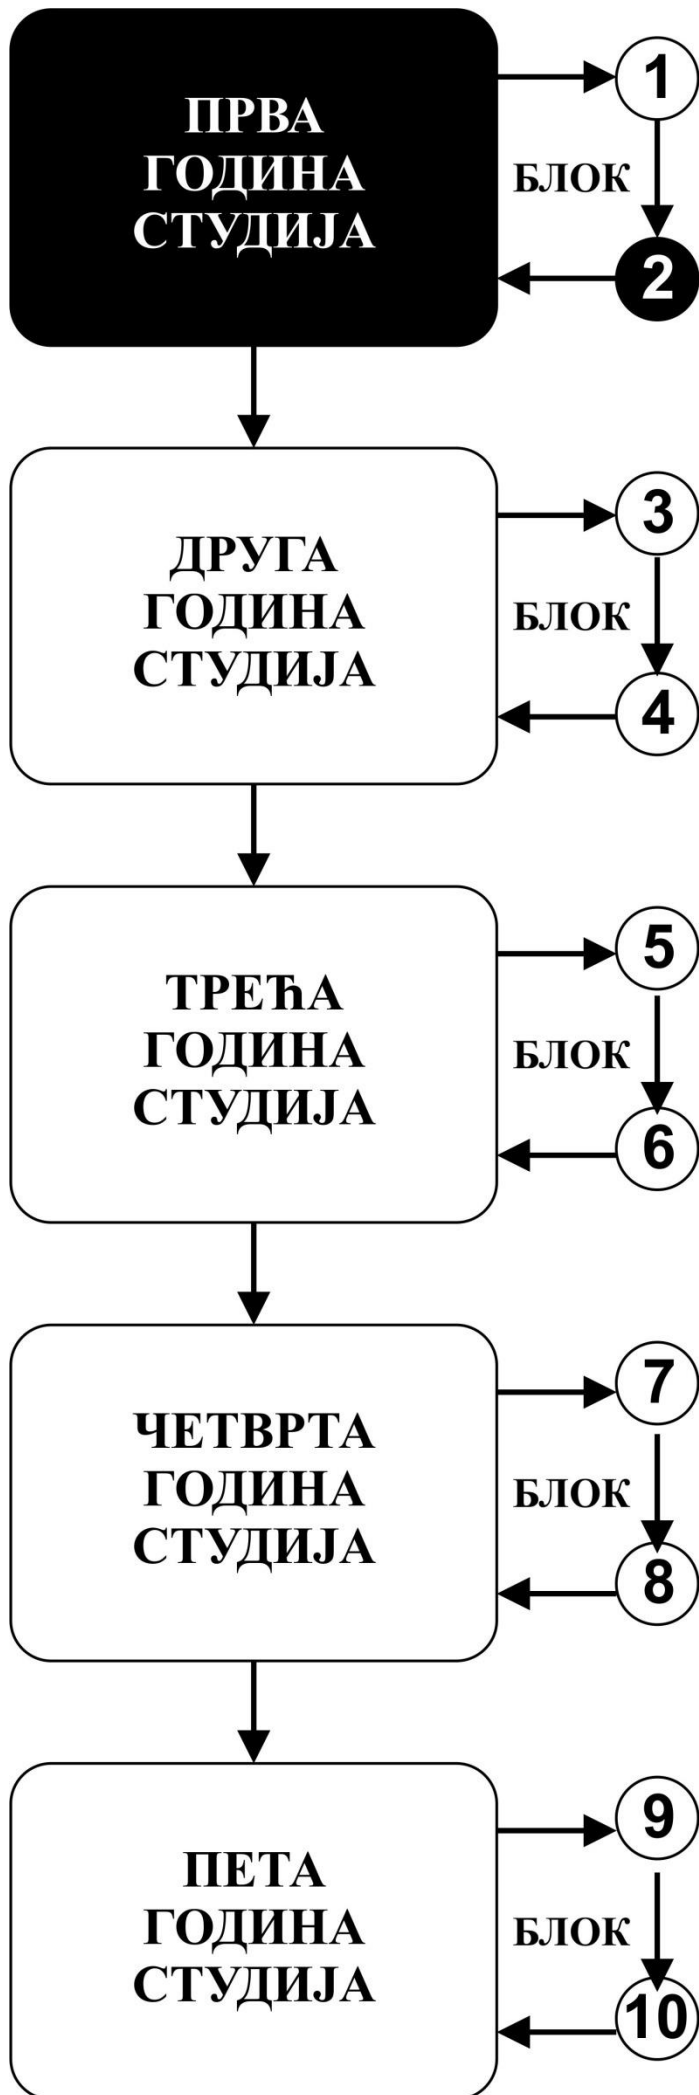 ПРВА
ГОДИНА
СТУДИЈА
1
БЛОК
2
ДРУГА
ГОДИНА
СТУДИЈА
3
БЛОК
4
ТРЕЋА
ГОДИНА
СТУДИЈА
5
БЛОК
6
ЧЕТВРТА
ГОДИНА
СТУДИЈА
7
БЛОК
8
ПЕТА
ГОДИНА
СТУДИЈА
9
БЛОК
10